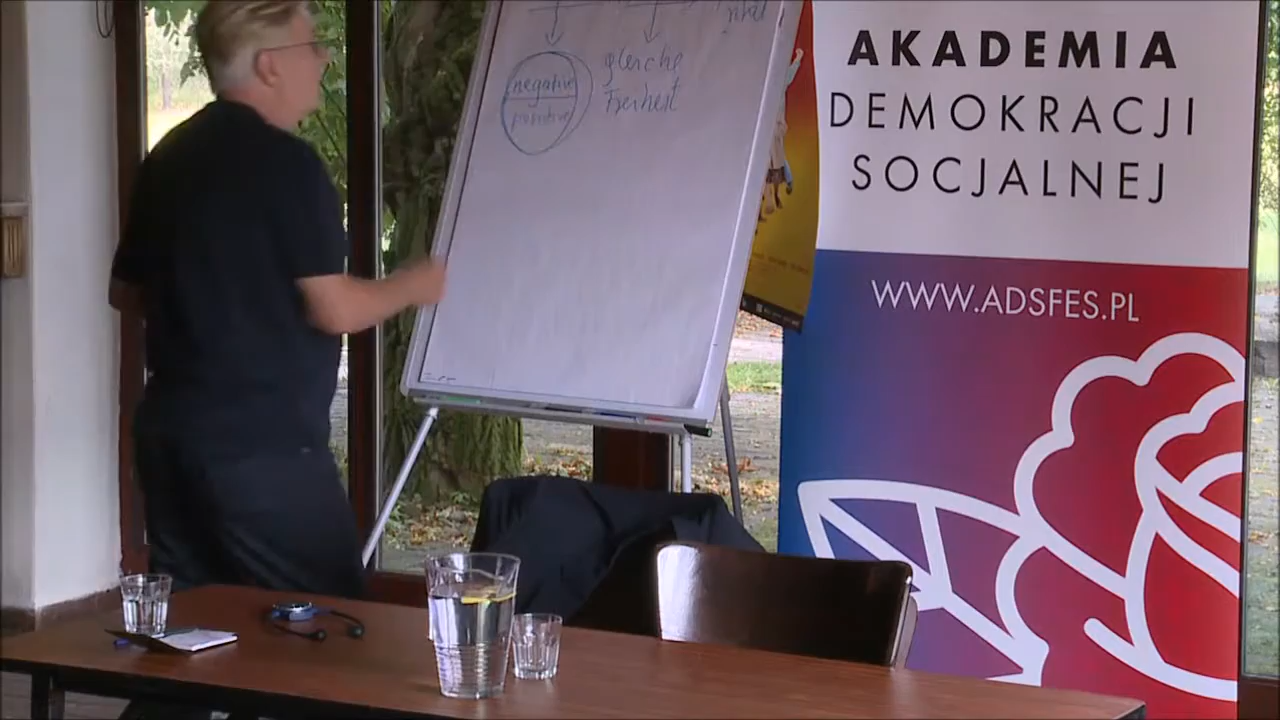 negative
positive
gleiche
Freiheit
AKADEMIA
DEMOKRACJI
SOCJALNEJ
WWW.ADSFES.PL